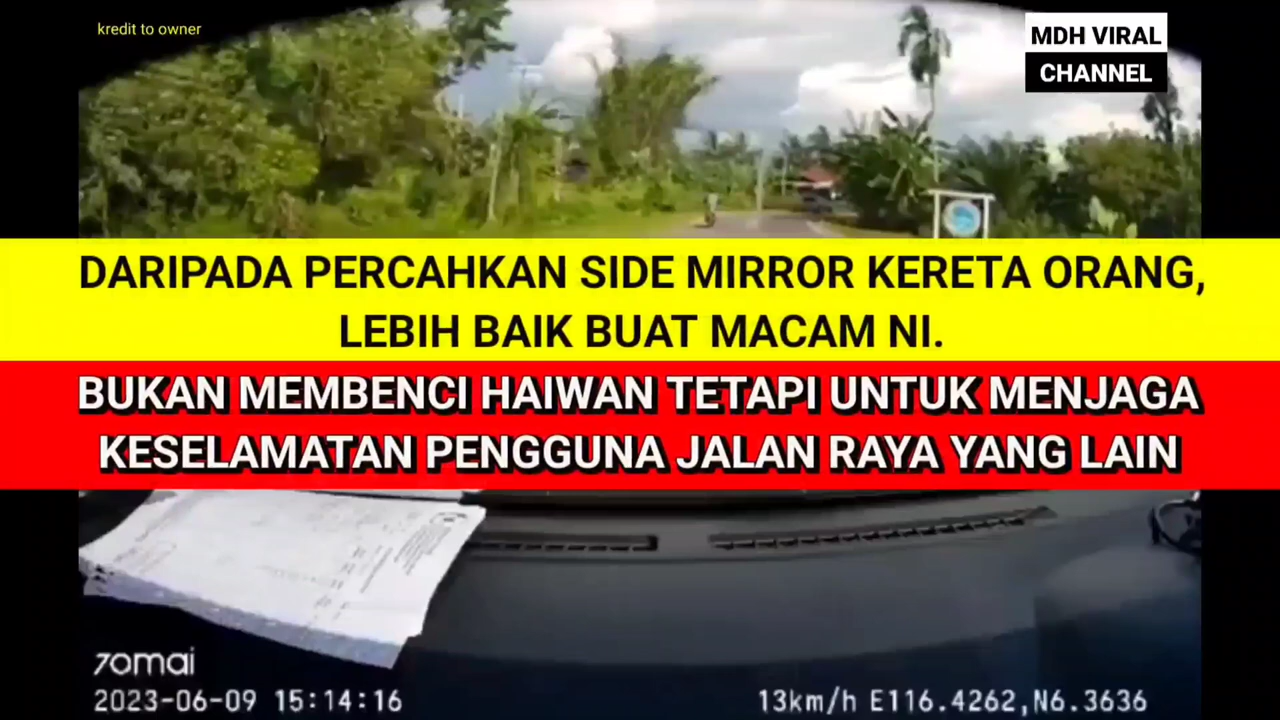 kredit to owner
MDH VIRAL
CHANNEL
DARIPADA PERCAHKAN SIDE MIRROR KERETA ORANG,
LEBIH BAIK BUAT MACAM NI.
BUKAN MEMBENCI HAIWAN TETAPI UNTUK MENJAGA
KESELAMATAN PENGGUNA JALAN RAYA YANG LAIN
70mai
2023-06-09 15:14:16
13km/h E116.4262,N6.3636